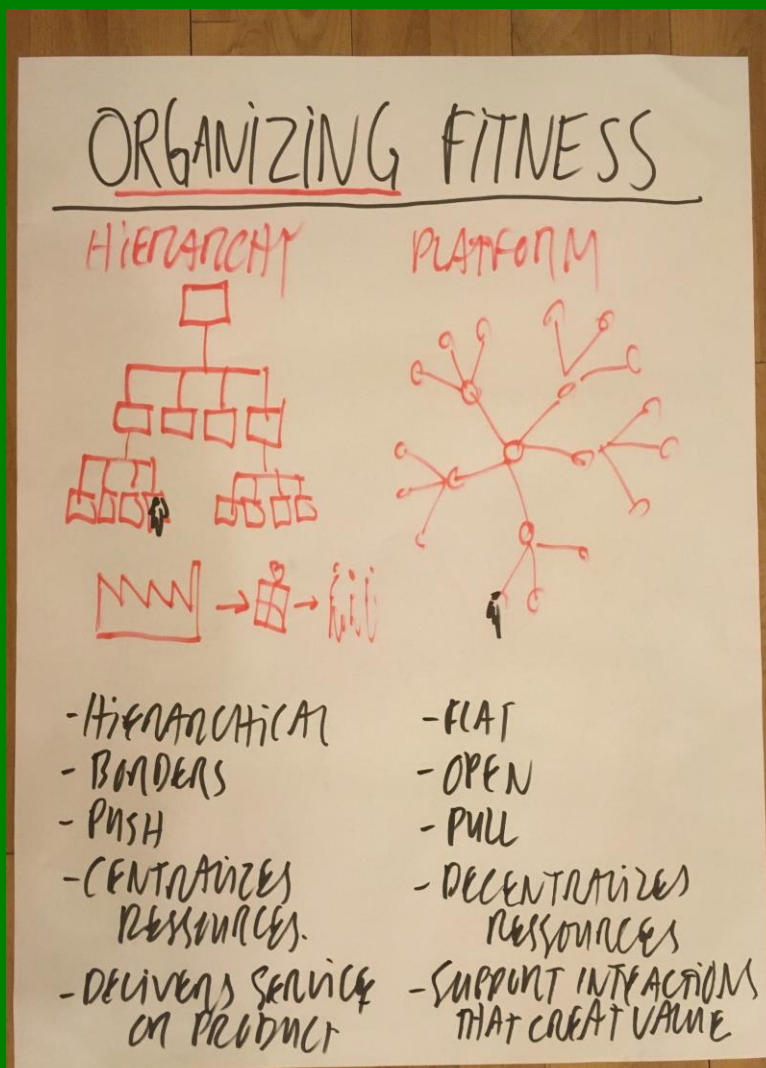 ORGANIZING FITNESS
HIERARCHY
PLATFORM
- HIERARCHICAL
- BORDERS
- PUSH
- CENTRALIZES
RESSOURCES.
- DELIVERS SERVICE
OR PRODUCT
- FLAT
- OPEN
- PULL
- DECENTRALIZES
RESSOURCES
- SUPPORT INTEACTIONS
THAT CREAT VALUE